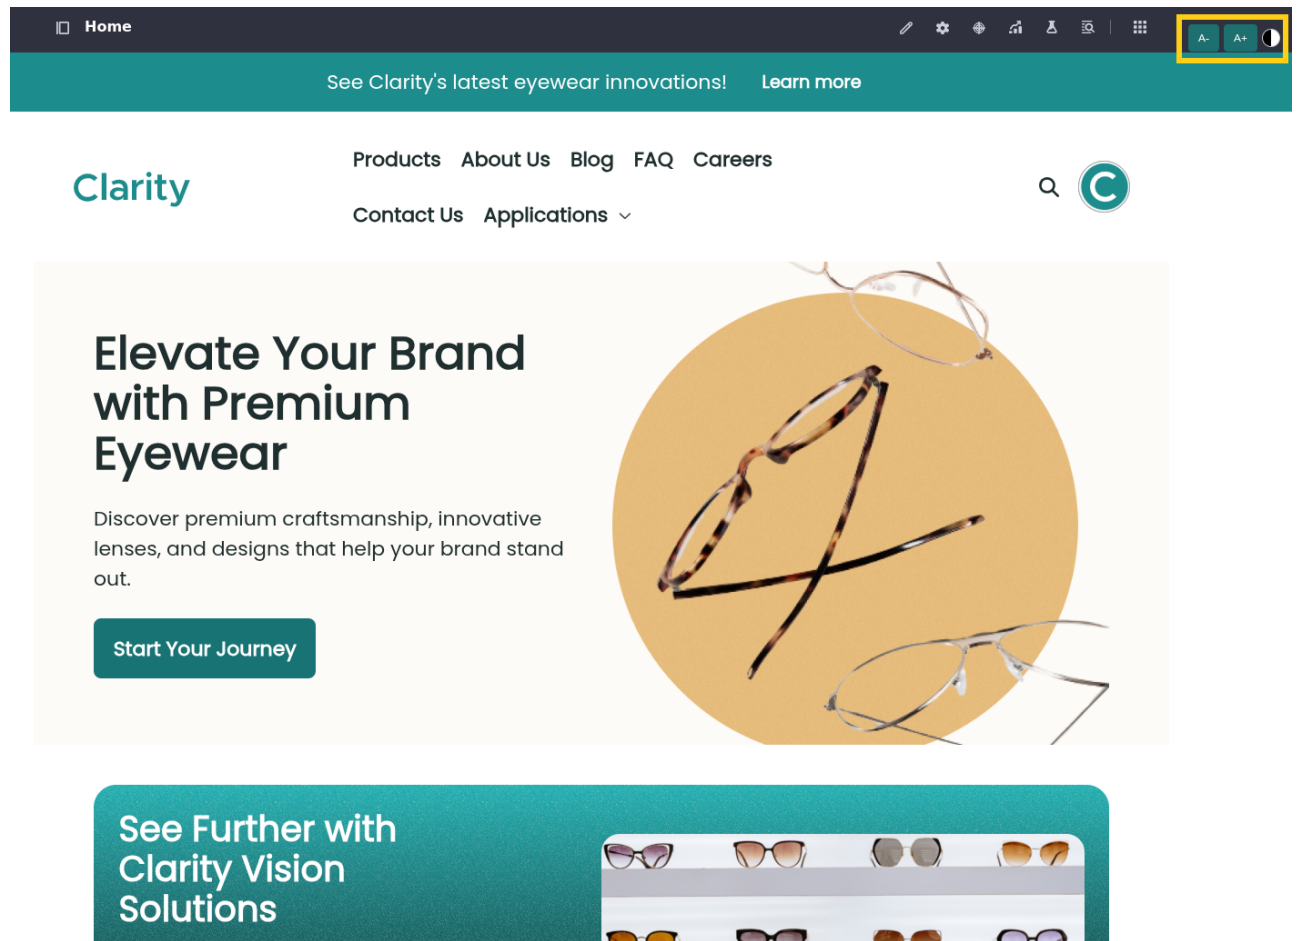 Home
A-
A+
See Clarity's latest eyewear innovations! Learn more
Clarity
Products About Us Blog FAQ Careers
Contact Us Applications
C
Elevate Your Brand
with Premium
Eyewear
Discover premium craftsmanship, innovative
lenses, and designs that help your brand stand
out.
Start Your Journey
See Further with
Clarity Vision
Solutions